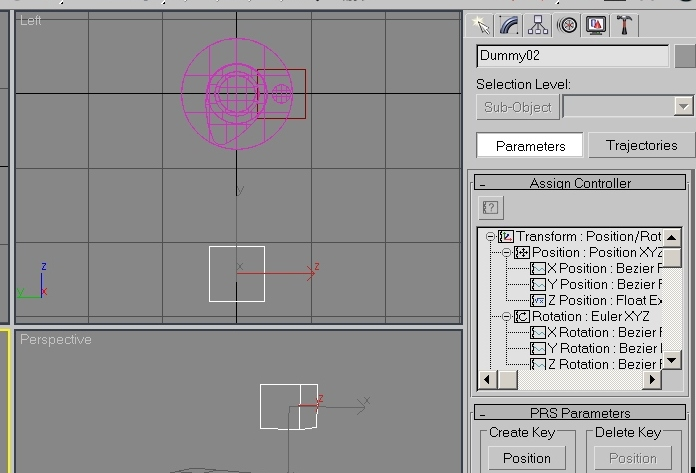 Left
Dummy02
Selection Level:
Sub-Object
Parameters
Trajectories
Assign Controller
Transform : Position/Rot
Position : Position XYZ
X Position : Bezier F
Y Position : Bezier F
Z Position : Float Ex
Rotation : Euler XYZ
X Rotation : Bezier F
Y Rotation : Bezier F
Z Rotation : Bezier F
y
x
z
z
y
x
Perspective
z
x
PRS Parameters
Create Key
Delete Key
Position
Position